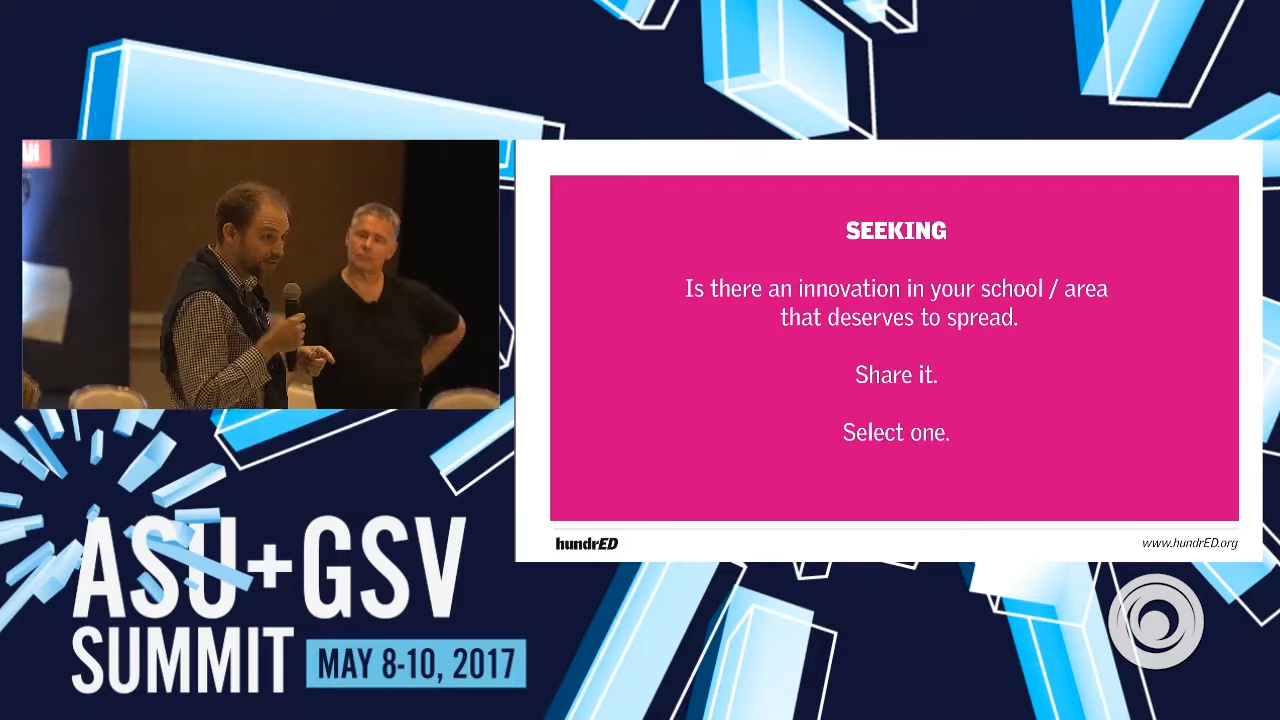 SEEKING
Is there an innovation in your school / area
that deserves to spread.
Share it.
Select one.
hundrED
www.hundrED.org
ASU+GSV
SUMMIT
MAY 8-10, 2017